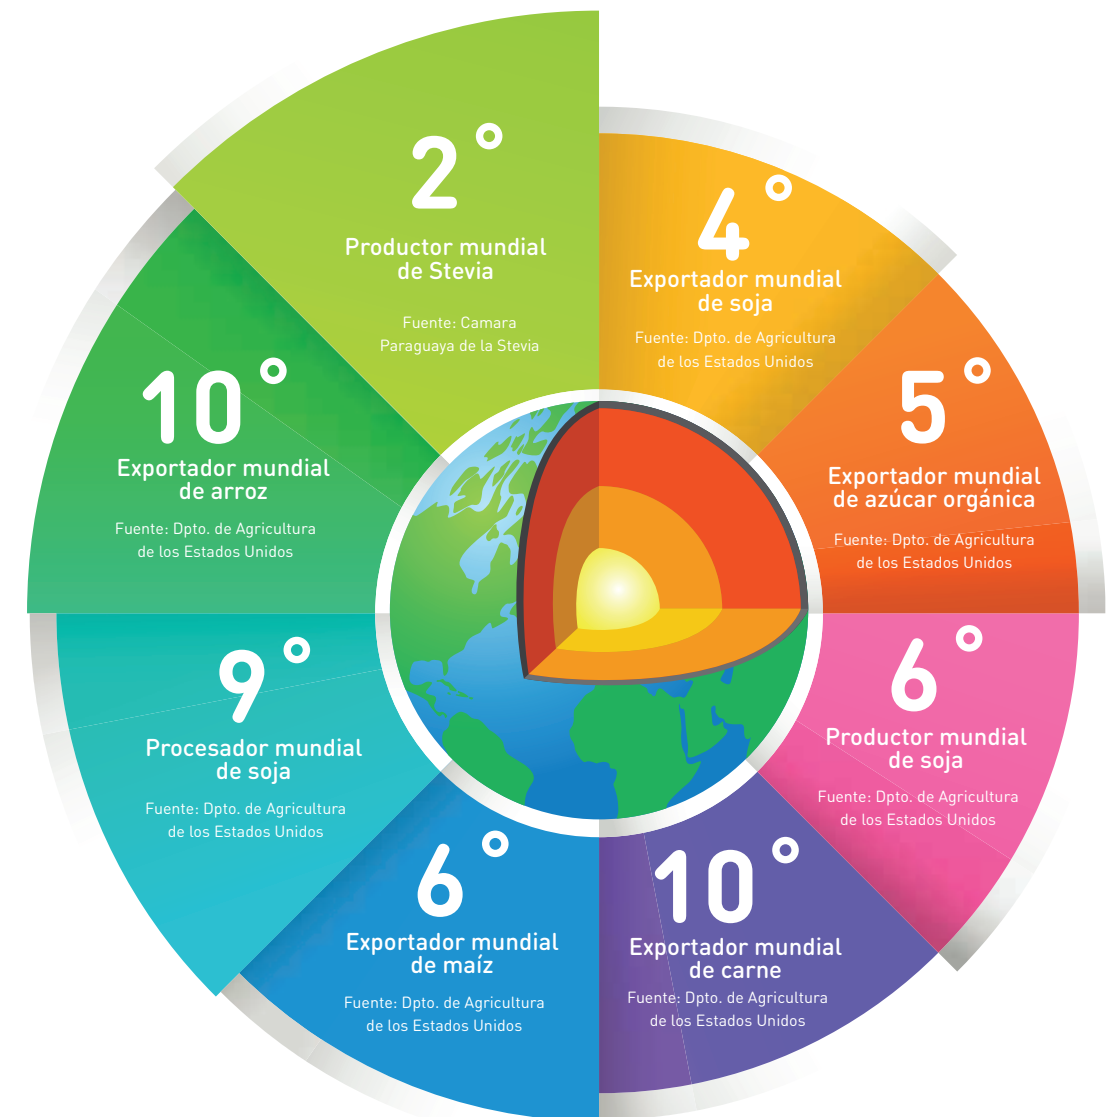 2°
Productor mundial
de Stevia
Fuente: Camara
Paraguaya de la Stevia
4°
Exportador mundial
de soja
Fuente: Dpto. de Agricultura
de los Estados Unidos
5°
Exportador mundial
de azúcar orgánica
Fuente: Dpto. de Agricultura
de los Estados Unidos
6°
Productor mundial
de soja
Fuente: Dpto. de Agricultura
de los Estados Unidos
10°
Exportador mundial
de carne
Fuente: Dpto. de Agricultura
de los Estados Unidos
6°
Exportador mundial
de maíz
Fuente: Dpto. de Agricultura
de los Estados Unidos
9°
Procesador mundial
de soja
Fuente: Dpto. de Agricultura
de los Estados Unidos
10°
Exportador mundial
de arroz
Fuente: Dpto. de Agricultura
de los Estados Unidos